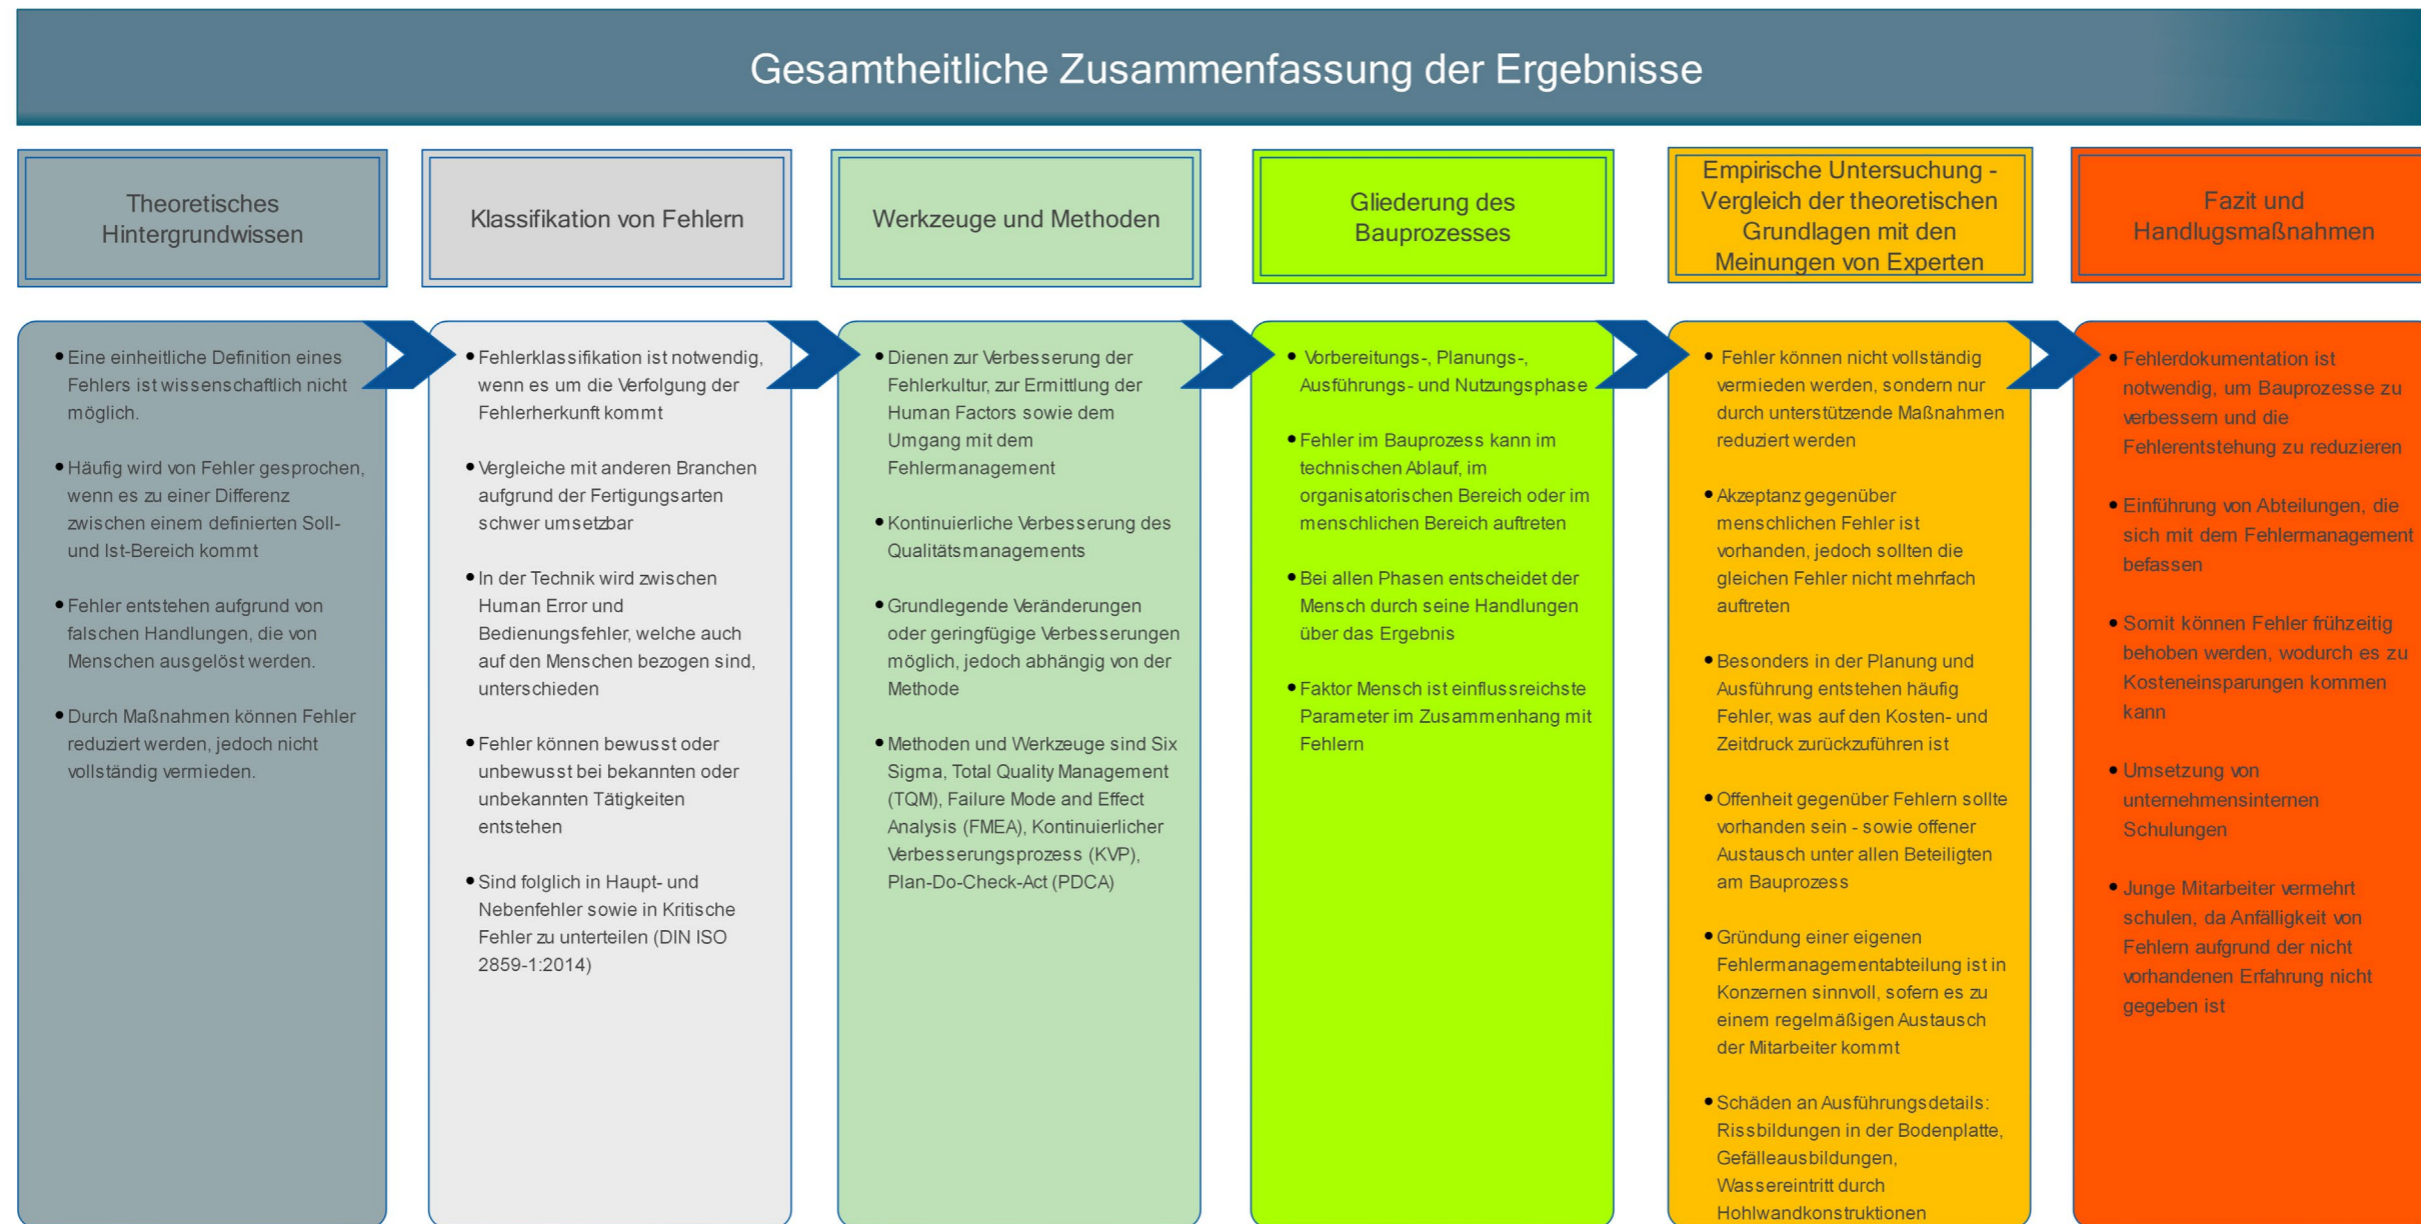 Gesamtheitliche Zusammenfassung der Ergebnisse
Theoretisches
Hintergrundwissen
Klassifikation von Fehlern
Werkzeuge und Methoden
Gliederung des
Bauprozesses
Empirische Untersuchung -
Vergleich der theoretischen
Grundlagen mit den
Meinungen von Experten
Fazit und
Handlugsmaßnahmen
• Eine einheitliche Definition eines
Fehlers ist wissenschaftlich nicht
möglich.
• Häufig wird von Fehler gesprochen,
wenn es zu einer Differenz
zwischen einem definierten Soll-
und Ist-Bereich kommt
• Fehler entstehen aufgrund von
falschen Handlungen, die von
Menschen ausgelöst werden.
• Durch Maßnahmen können Fehler
reduziert werden, jedoch nicht
vollständig vermieden.
• Fehlerklassifikation ist notwendig,
wenn es um die Verfolgung der
Fehlerherkunft kommt
• Vergleiche mit anderen Branchen
aufgrund der Fertigungsarten
schwer umsetzbar
• In der Technik wird zwischen
Human Error und
Bedienungsfehler, welche auch
auf den Menschen bezogen sind,
unterschieden
• Fehler können bewusst oder
unbewusst bei bekannten oder
unbekannten Tätigkeiten
entstehen
• Sind folglich in Haupt- und
Nebenfehler sowie in Kritische
Fehler zu unterteilen (DIN ISO
2859-1:2014)
• Dienen zur Verbesserung der
Fehlerkultur, zur Ermittlung der
Human Factors sowie dem
Umgang mit dem
Fehlermanagement
• Kontinuierliche Verbesserung des
Qualitätsmanagements
• Grundlegende Veränderungen
oder geringfügige Verbesserungen
möglich, jedoch abhängig von der
Methode
• Methoden und Werkzeuge sind Six
Sigma, Total Quality Management
(TQM), Failure Mode and Effect
Analysis (FMEA), Kontinuierlicher
Verbesserungsprozess (KVP),
Plan-Do-Check-Act (PDCA)
• Vorbereitungs-, Planungs-,
Ausführungs- und Nutzungsphase
• Fehler im Bauprozess kann im
technischen Ablauf, im
organisatorischen Bereich oder im
menschlichen Bereich auftreten
• Bei allen Phasen entscheidet der
Mensch durch seine Handlungen
über das Ergebnis
• Faktor Mensch ist einflussreichste
Parameter im Zusammenhang mit
Fehlern
• Fehler können nicht vollständig
vermieden werden, sondern nur
durch unterstützende Maßnahmen
reduziert werden
• Akzeptanz gegenüber
menschlichen Fehler ist
vorhanden, jedoch sollten die
gleichen Fehler nicht mehrfach
auftreten
• Besonders in der Planung und
Ausführung entstehen häufig
Fehler, was auf den Kosten- und
Zeitdruck zurückzuführen ist
• Offenheit gegenüber Fehlern sollte
vorhanden sein - sowie offener
Austausch unter allen Beteiligten
am Bauprozess
• Gründung einer eigenen
Fehlermanagementabteilung ist in
Konzernen sinnvoll, sofern es zu
einem regelmäßigen Austausch
der Mitarbeiter kommt
• Schäden an Ausführungsdetails:
Rissbildungen in der Bodenplatte,
Gefälleausbildungen,
Wassereintritt durch
Hohlwandkonstruktionen
• Fehlerdokumentation ist
notwendig, um Bauprozesse zu
verbessern und die
Fehlerentstehung zu reduzieren
• Einführung von Abteilungen, die
sich mit dem Fehlermanagement
befassen
• Somit können Fehler frühzeitig
behoben werden, wodurch es zu
Kosteneinsparungen kommen
kann
• Umsetzung von
unternehmensinternen
Schulungen
• Junge Mitarbeiter vermehrt
schulen, da Anfälligkeit von
Fehlern aufgrund der nicht
vorhandenen Erfahrung nicht
gegeben ist